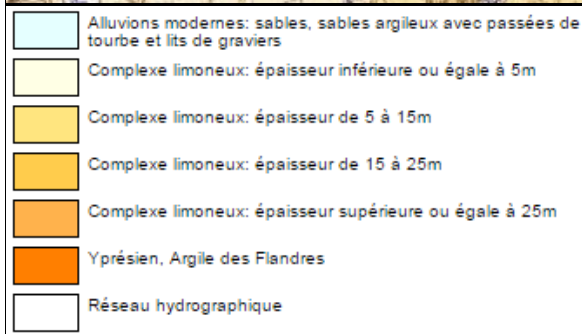 Alluvions modernes: sables, sables argileux avec passées de
tourbe et lits de graviers
Complexe limoneux: épaisseur inférieure ou égale à 5m
Complexe limoneux: épaisseur de 5 à 15m
Complexe limoneux: épaisseur de 15 à 25m
Complexe limoneux: épaisseur supérieure ou égale à 25m
Yprésien, Argile des Flandres
Réseau hydrographique